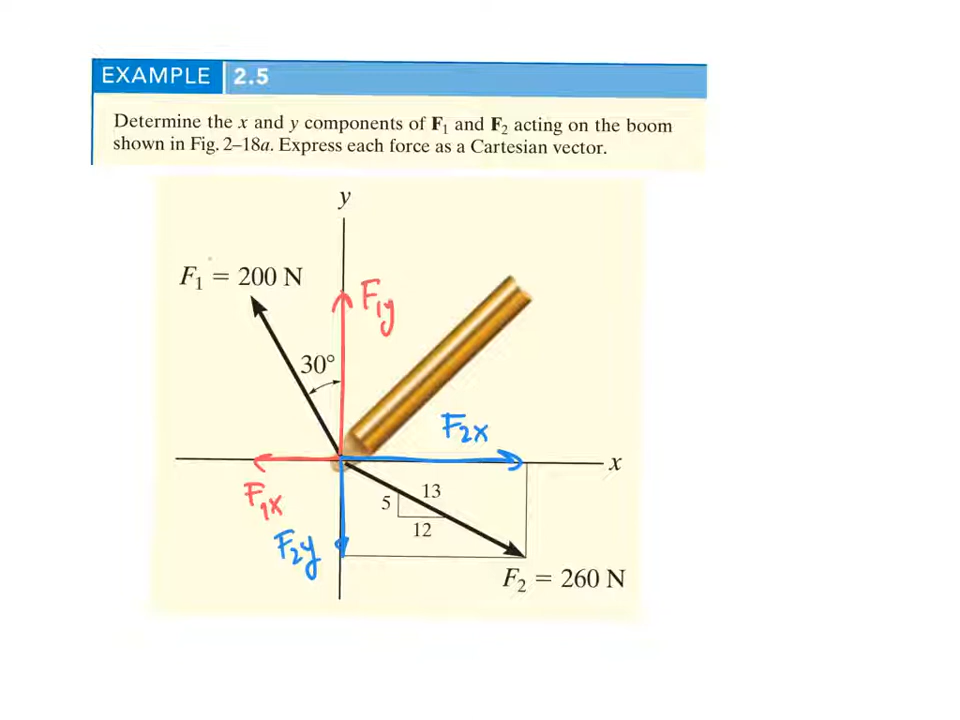 EXAMPLE 2.5
Determine the x and y components of F₁ and F₂ acting on the boom
shown in Fig. 2–18a. Express each force as a Cartesian vector.
y
F₁ = 200 N
F₁y
30°
F₂x
x
F₁x
5
13
12
F₂y
F₂ = 260 N